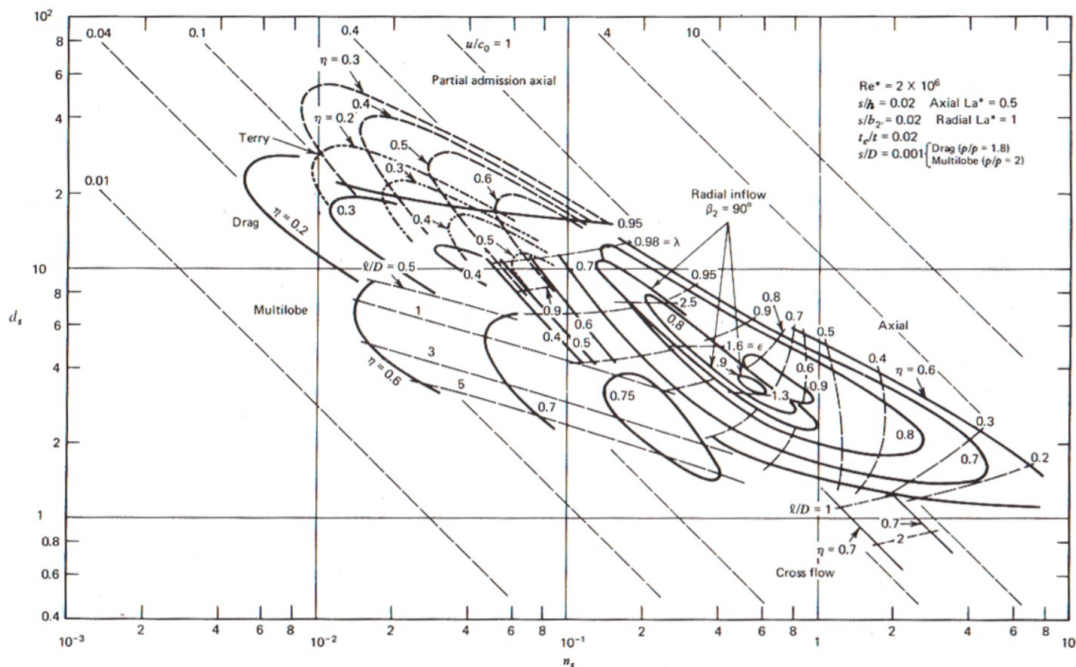 0.04
0.1
0.4
u/c₀ = 1
4
10
10²
8
6
4
2
10
8
6
4
2
1
0.8
0.6
0.4
dₛ
η = 0.3
Partial admission axial
0.4
η = 0.2
Terry
0.5
0.3
0.6
0.01
Drag
η = 0.2
0.3
0.4
0.5
0.4
ℓ/D = 0.5
Multilobe
1
3
5
η = 0.6
0.7
0.75
0.9
0.6
0.4
0.5
0.7
0.95
0.98 = λ
Radial inflow
β₂ = 90°
0.95
2.5
0.8
0.9
0.8
0.7
0.5
1.6 = ε
0.6
0.4
.9
1.3
0.9
Axial
η = 0.6
0.8
0.7
0.3
0.2
ℓ/D = 1
0.7
2
η = 0.7
Cross flow
Re* = 2 × 10⁶
s/h = 0.02 Axial La* = 0.5
s/b₂ = 0.02 Radial La* = 1
tₑ/t = 0.02
s/D = 0.001 { Drag (p/p = 1.8)
Multilobe (p/p = 2)
10⁻³
2
4
6
8
10⁻²
2
4
6
8
10⁻¹
2
4
6
8
1
2
4
6
8
10
nₛ